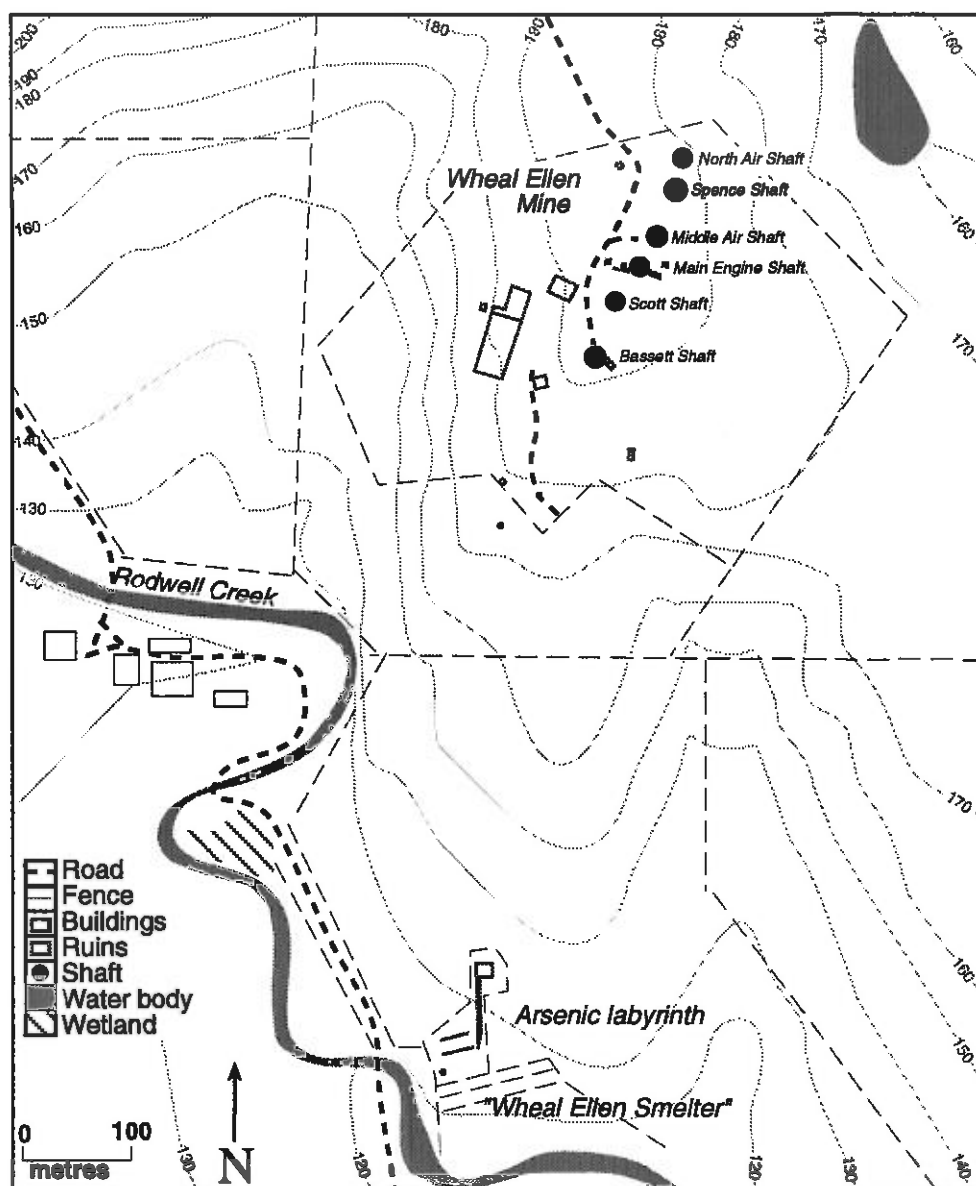 200
190
180
180
190
180
180
170
160
170
160
150
140
130
130
160
170
North Air Shaft
Spence Shaft
Wheal Ellen
Mine
Middle Air Shaft
Main Engine Shaft
Scott Shaft
Bassett Shaft
Rodwell Creek
170
Road
Fence
Buildings
Ruins
Shaft
Water body
Wetland
Arsenic labyrinth
"Wheal Ellen Smelter"
160
150
0 100
metres
N
130
120
120
130
140